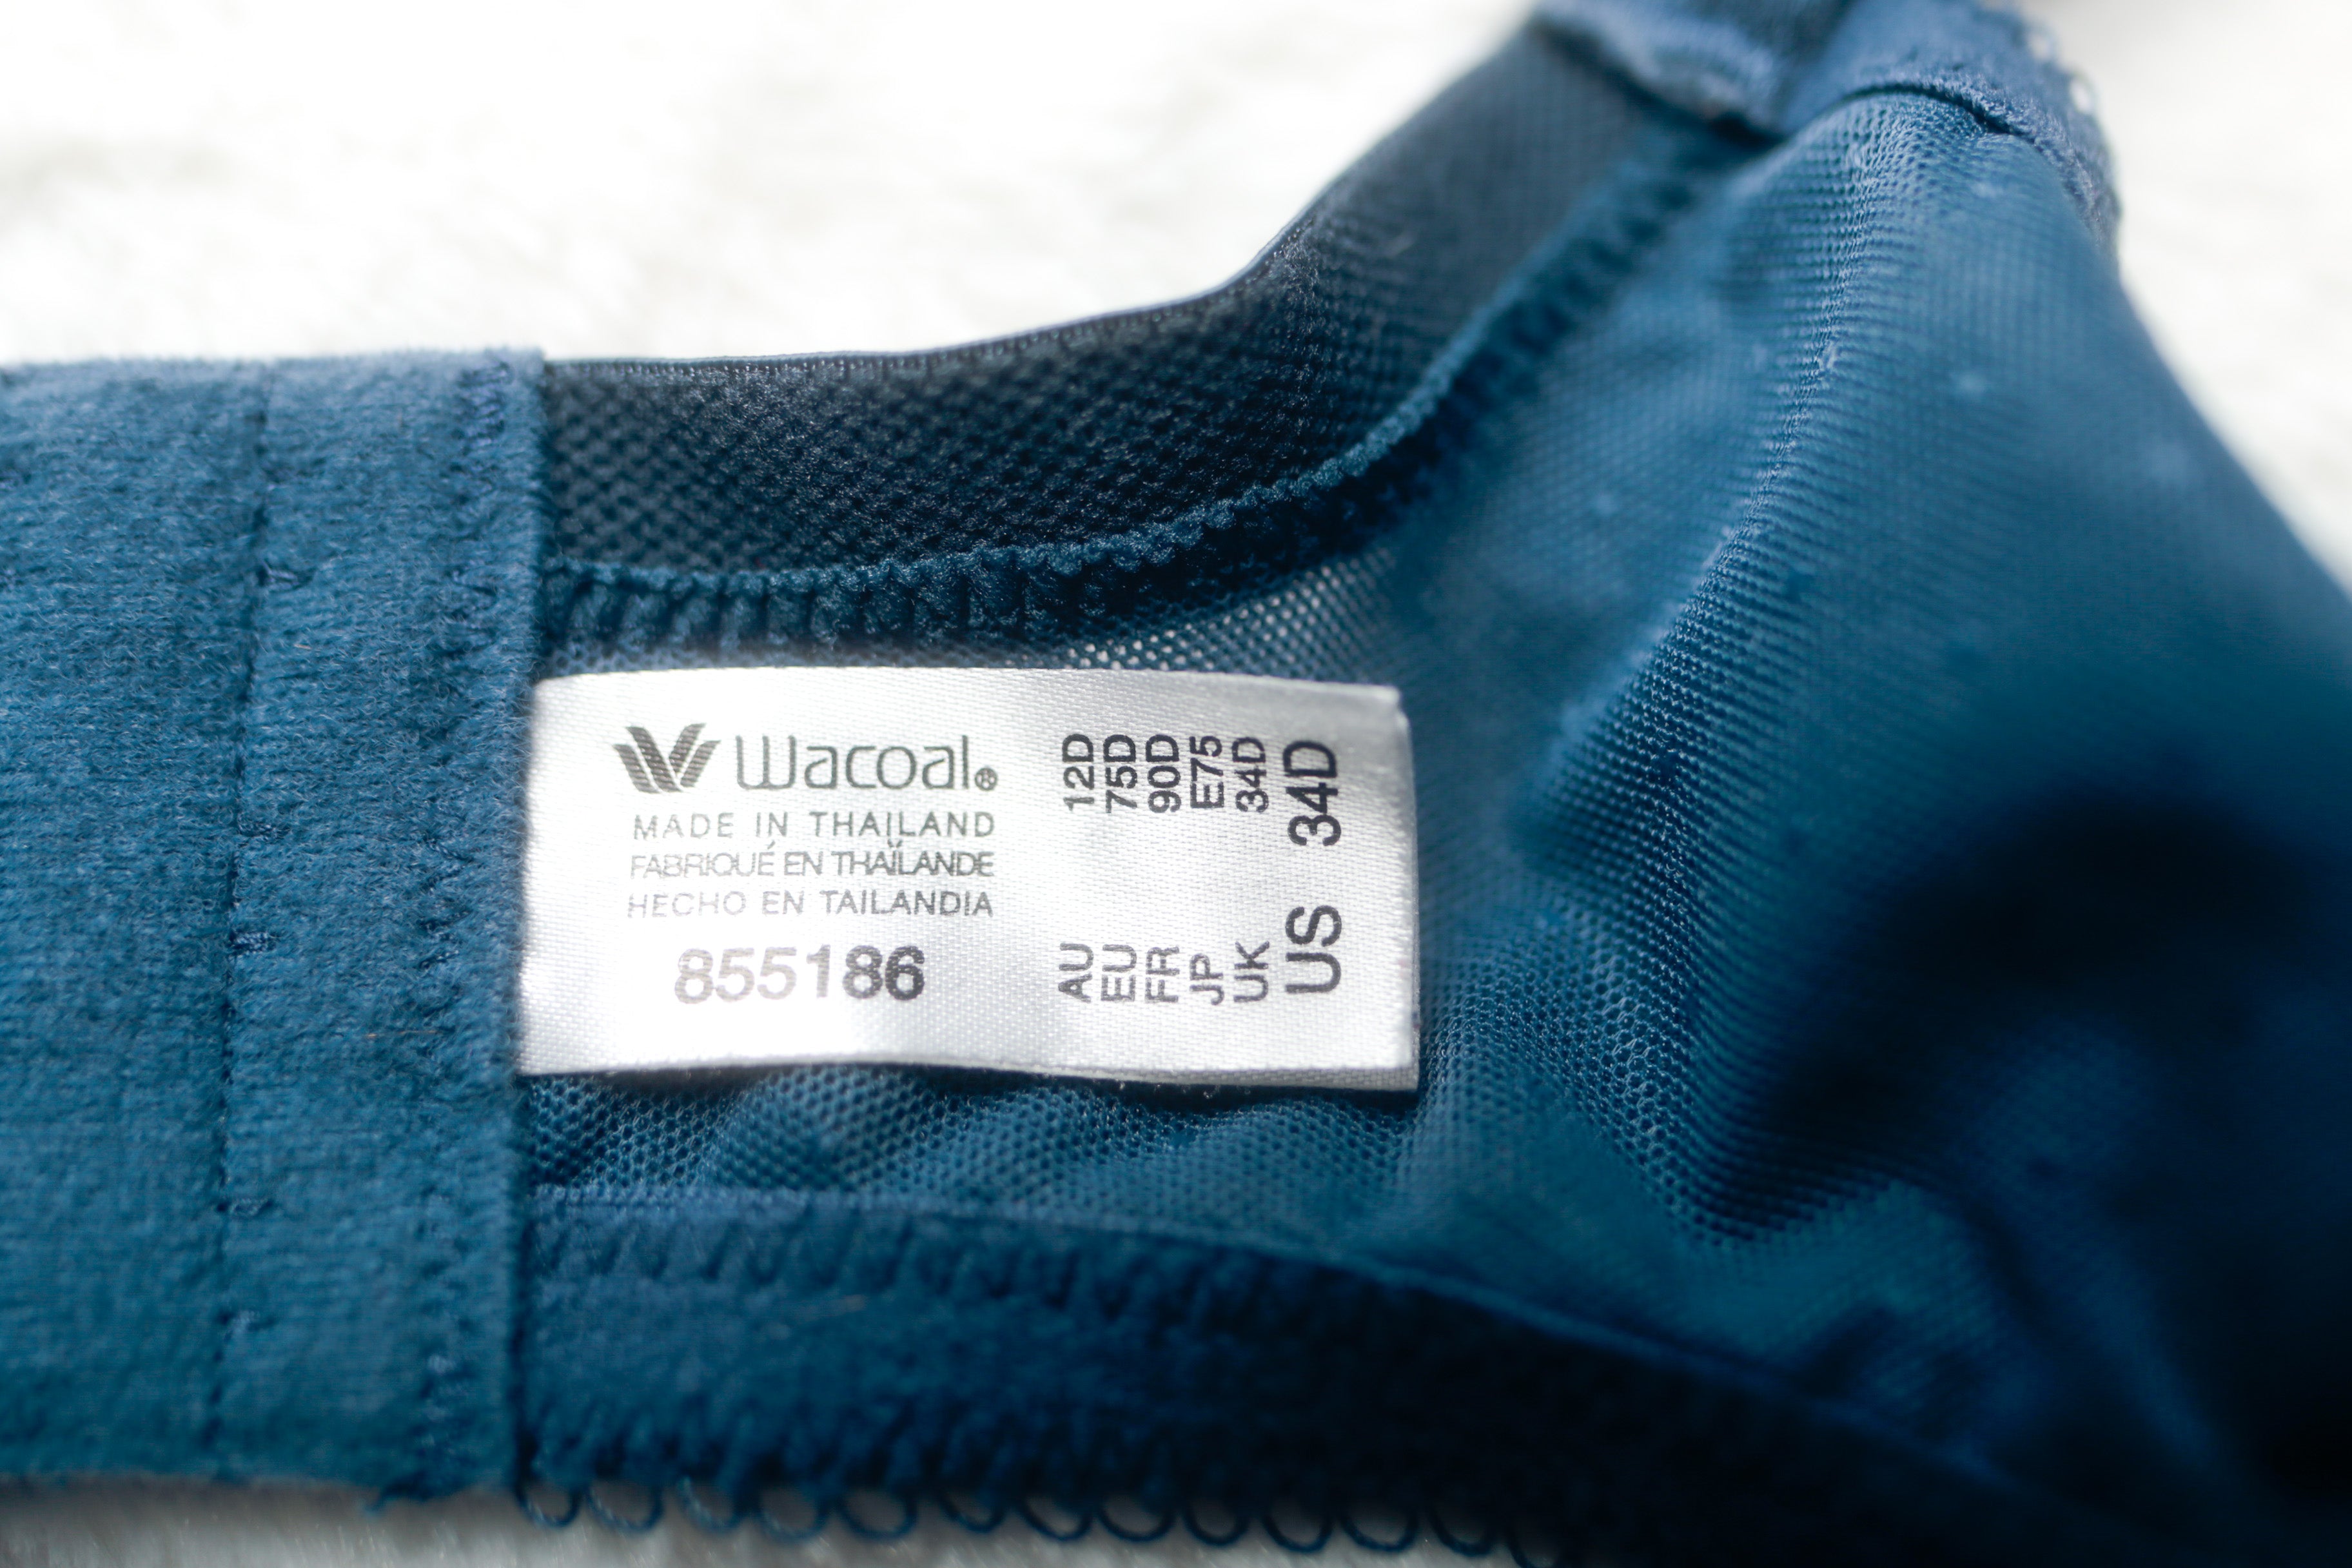 Wacoal®
MADE IN THAILAND
FABRIQUÉ EN THAÏLANDE
HECHO EN TAILANDIA
855186
AU 12D
EU 75D
FR 90D
JP E75
UK 34D
US 34D